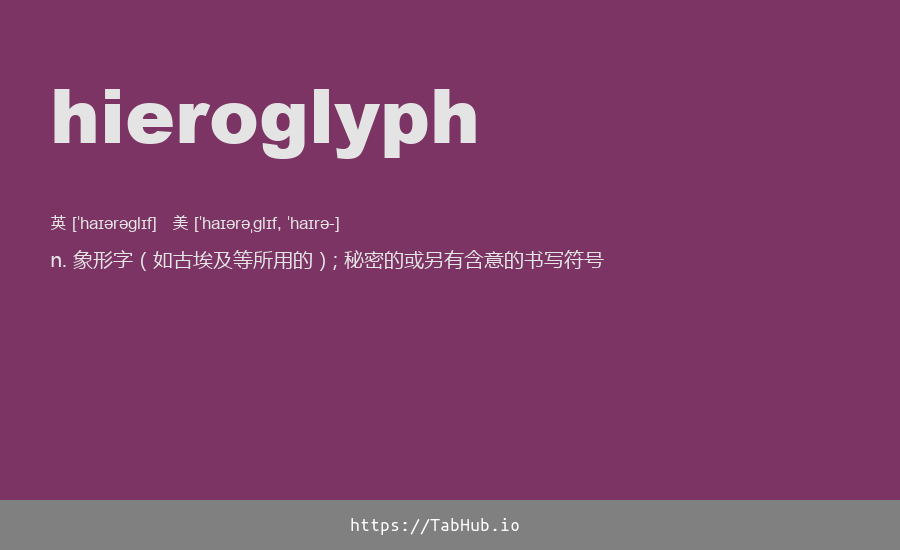 hieroglyph
英 [ˈhaɪərəglɪf] 美 [ˈhaɪərəˌglɪf, ˈhaɪrə-]
n. 象形字 ( 如古埃及等所用的 ) ; 秘密的或另有含意的书写符号
https://TabHub.io